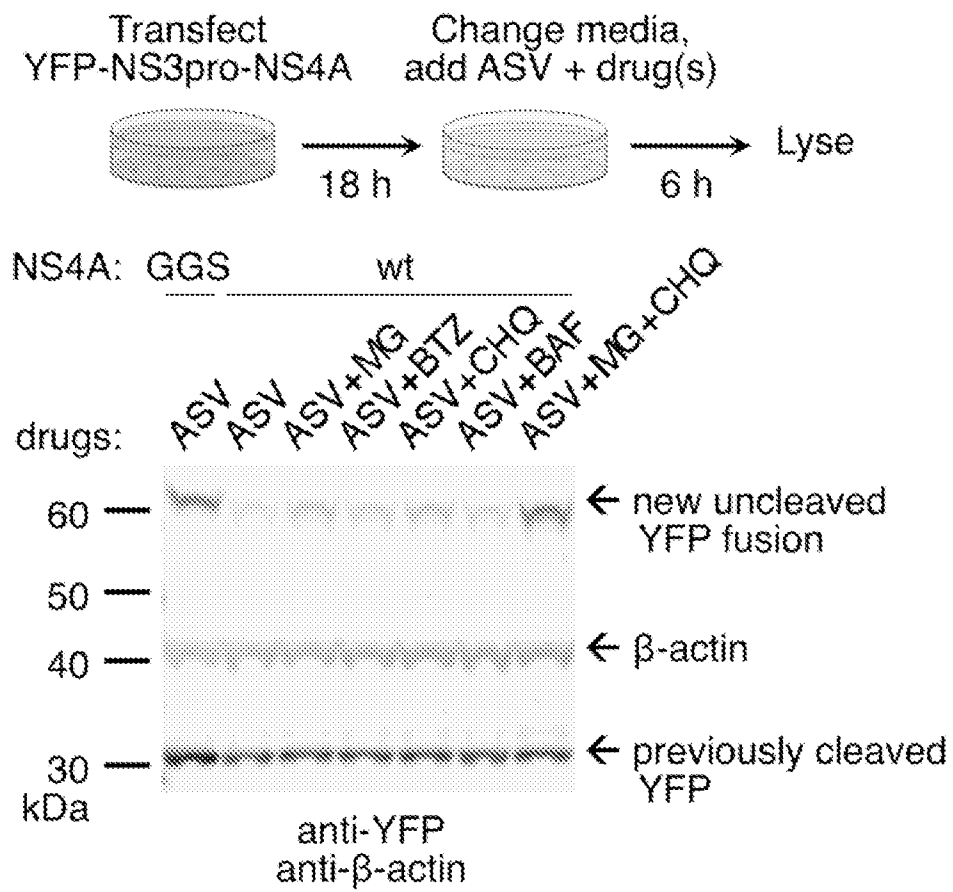 Transfect
YFP-NS3pro-NS4A
Change media,
add ASV + drug(s)
18 h
6 h
Lyse
NS4A: GGS wt
drugs: ASV ASV ASV+MG ASV+BTZ ASV+CHQ ASV+BAF ASV+MG+CHQ
60
50
40
30
kDa
← new uncleaved
YFP fusion
← β-actin
← previously cleaved
YFP
anti-YFP
anti-β-actin